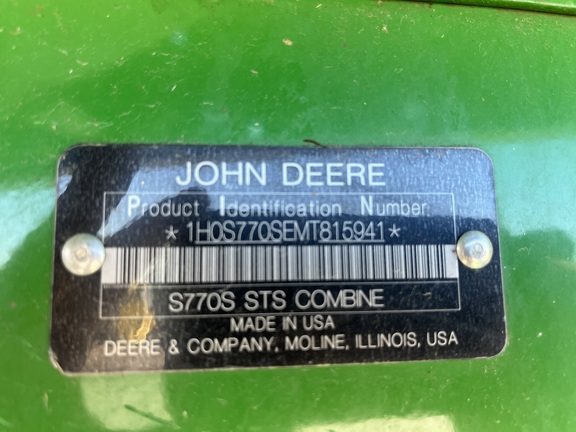 JOHN DEERE
Product Identification Number
*1H0S770SEMT815941*
S770S STS COMBINE
MADE IN USA
DEERE & COMPANY, MOLINE, ILLINOIS, USA